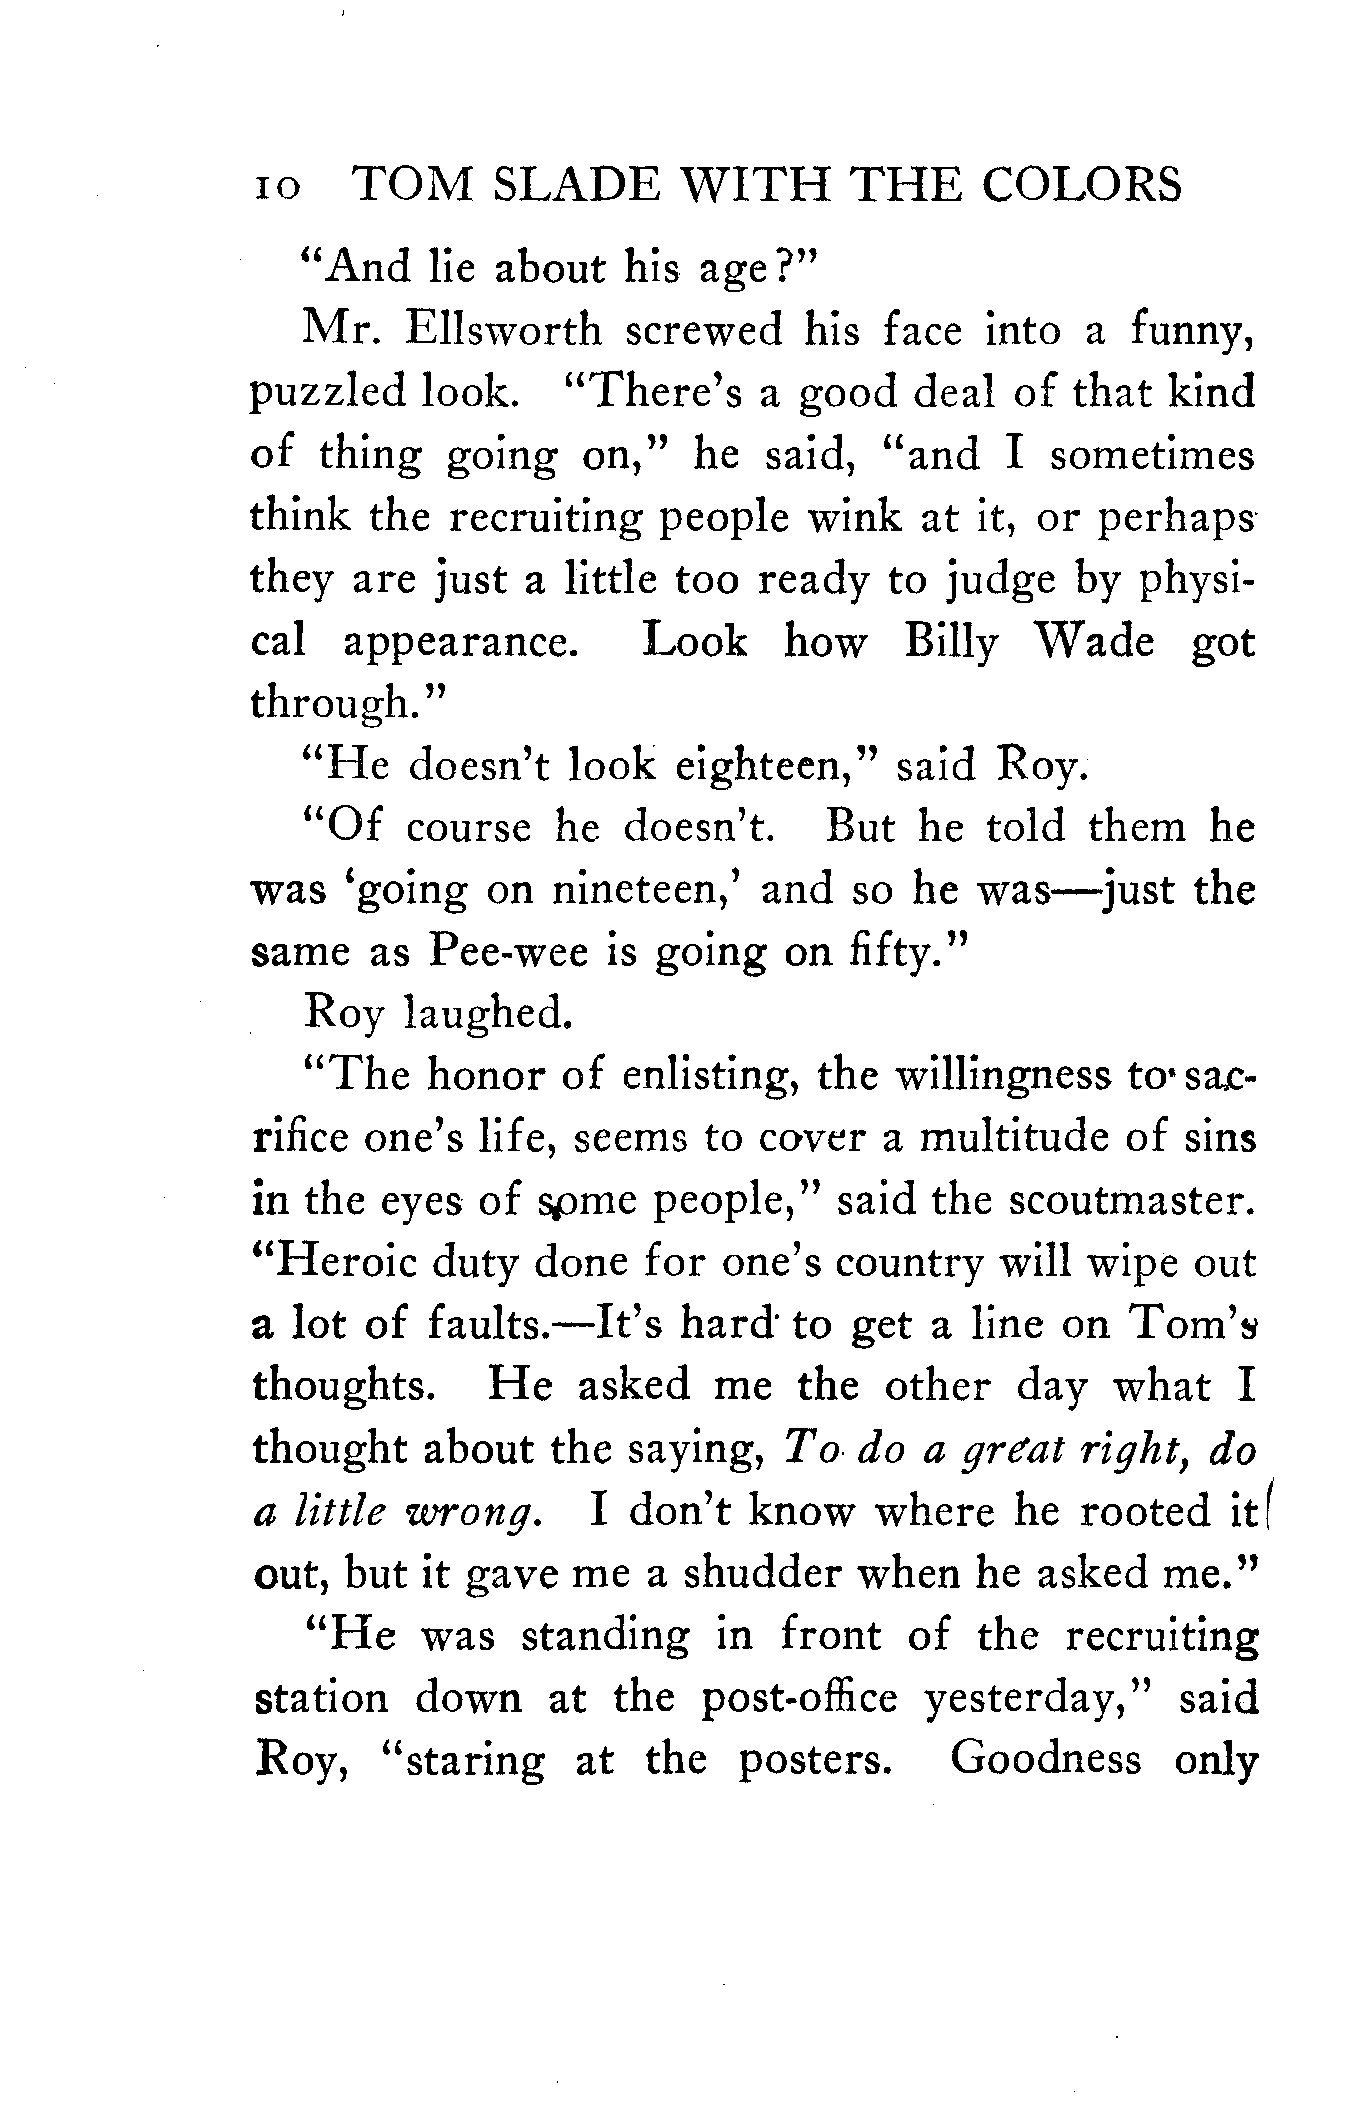 10 TOM SLADE WITH THE COLORS
"And lie about his age?"
Mr. Ellsworth screwed his face into a funny,
puzzled look. "There's a good deal of that kind
of thing going on," he said, "and I sometimes
think the recruiting people wink at it, or perhaps
they are just a little too ready to judge by physi-
cal appearance. Look how Billy Wade got
through."
"He doesn't look eighteen," said Roy.
"Of course he doesn't. But he told them he
was 'going on nineteen,' and so he was—just the
same as Pee-wee is going on fifty."
Roy laughed.
"The honor of enlisting, the willingness to sac-
rifice one's life, seems to cover a multitude of sins
in the eyes of some people," said the scoutmaster.
"Heroic duty done for one's country will wipe out
a lot of faults.—It's hard to get a line on Tom's
thoughts. He asked me the other day what I
thought about the saying, To do a great right, do
a little wrong. I don't know where he rooted it
out, but it gave me a shudder when he asked me."
"He was standing in front of the recruiting
station down at the post-office yesterday," said
Roy, "staring at the posters. Goodness only